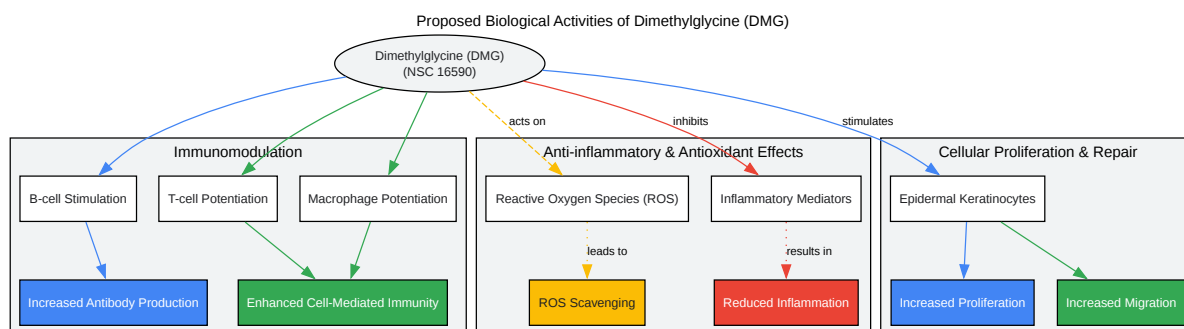 Proposed Biological Activities of Dimethylglycine (DMG)
Dimethylglycine (DMG)
(NSC 16590)
acts on
inhibits
stimulates
Immunomodulation
Anti-inflammatory & Antioxidant Effects
Cellular Proliferation & Repair
B-cell Stimulation
T-cell Potentiation
Macrophage Potentiation
Reactive Oxygen Species (ROS)
Inflammatory Mediators
Epidermal Keratinocytes
leads to
results in
Increased Antibody Production
Enhanced Cell-Mediated Immunity
ROS Scavenging
Reduced Inflammation
Increased Proliferation
Increased Migration